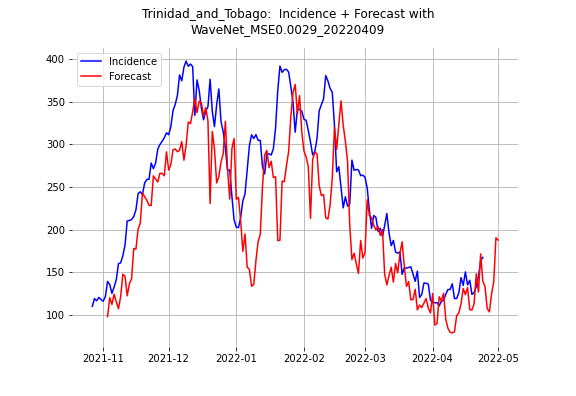 Trinidad_and_Tobago:  Incidence + Forecast with
WaveNet_MSE0.0029_20220409
Incidence
Forecast
400
350
300
250
200
150
100
2021-11 2021-12 2022-01 2022-02 2022-03 2022-04 2022-05